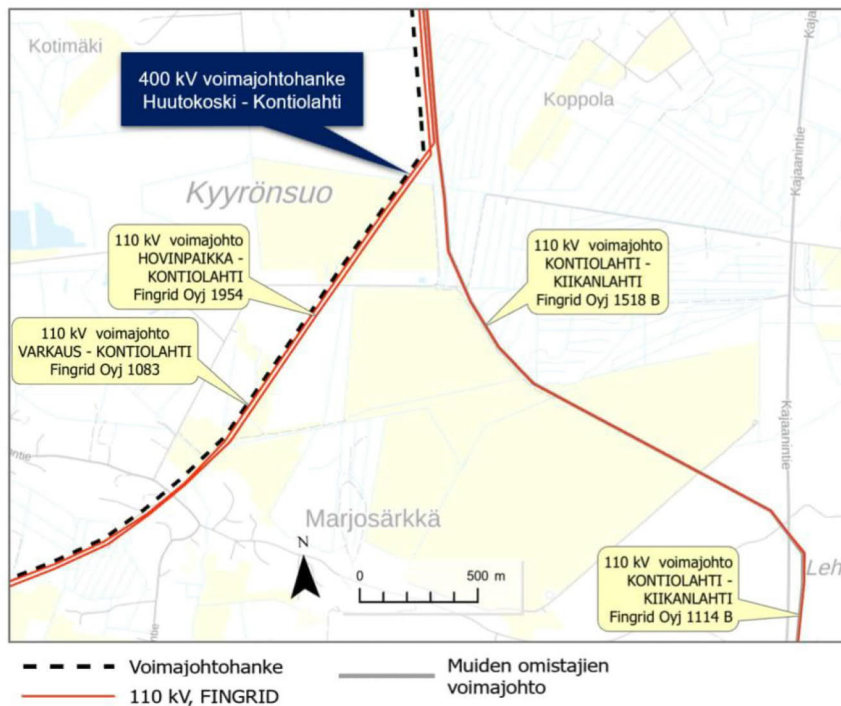 Kotimäki
400 kV voimajohtohanke
Huutokoski - Kontiolahti
Koppola
Kajaanintie
Kyyrönsuo
110 kV voimajohto
HOVINPAIKKA -
KONTIOLAHTI
Fingrid Oyj 1954
110 kV voimajohto
KONTIOLAHTI -
KIIKANLAHTI
Fingrid Oyj 1518 B
110 kV voimajohto
VARKAUS - KONTIOLAHTI
Fingrid Oyj 1083
Kajaanintie
Marjosärkkä
N
0 500 m
110 kV voimajohto
KONTIOLAHTI -
KIIKANLAHTI
Fingrid Oyj 1114 B
Leh
Voimajohtohanke
110 kV, FINGRID
Muiden omistajien
voimajohto